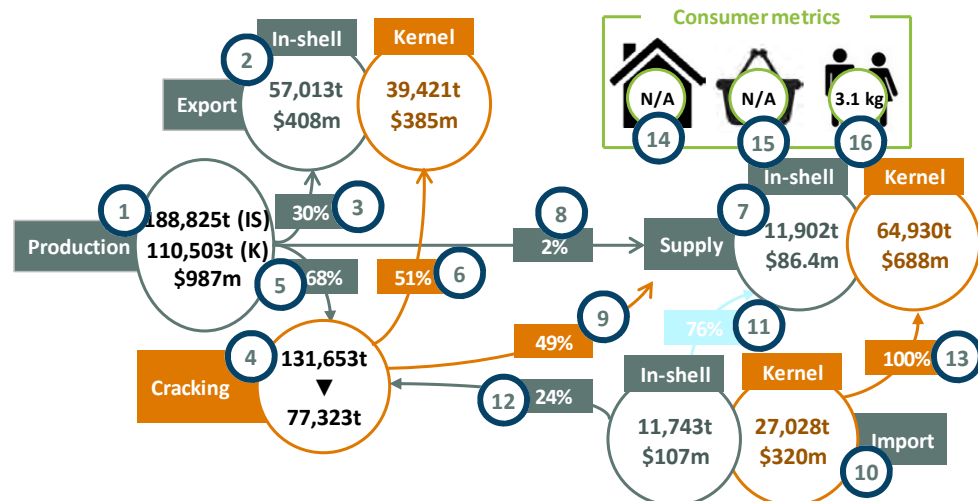 Consumer metrics
In-shell
Kernel
2
57,013t
$408m
39,421t
$385m
Export
N/A
N/A
3.1 kg
14
15
16
In-shell
Kernel
1
30%
3
8
7
188,825t (IS)
110,503t (K)
$987m
Production
2%
Supply
11,902t
$86.4m
64,930t
$688m
5
68%
51%
6
9
76%
11
4
49%
100%
13
Cracking
131,653t
▼
77,323t
In-shell
Kernel
12
24%
11,743t
$107m
27,028t
$320m
Import
10